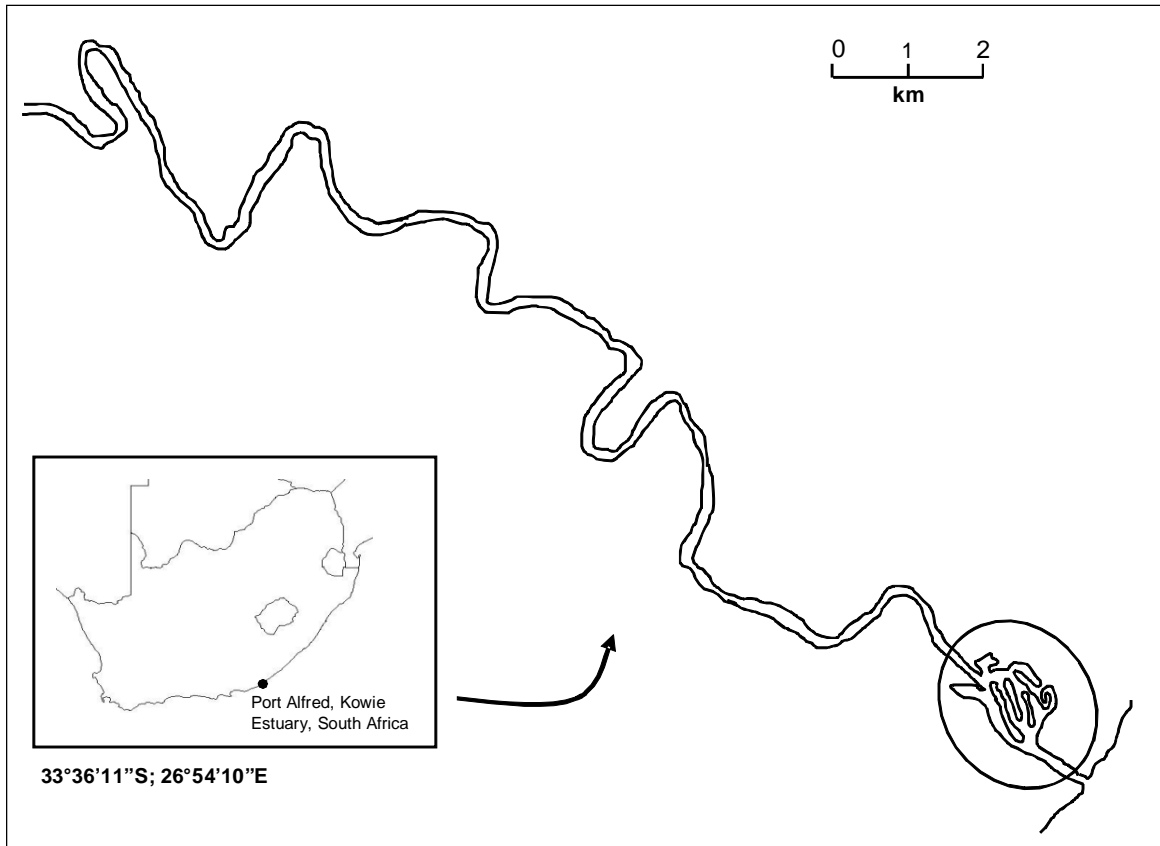 0 1 2
km
Port Alfred, Kowie
Estuary, South Africa
33°36’11”S; 26°54’10”E